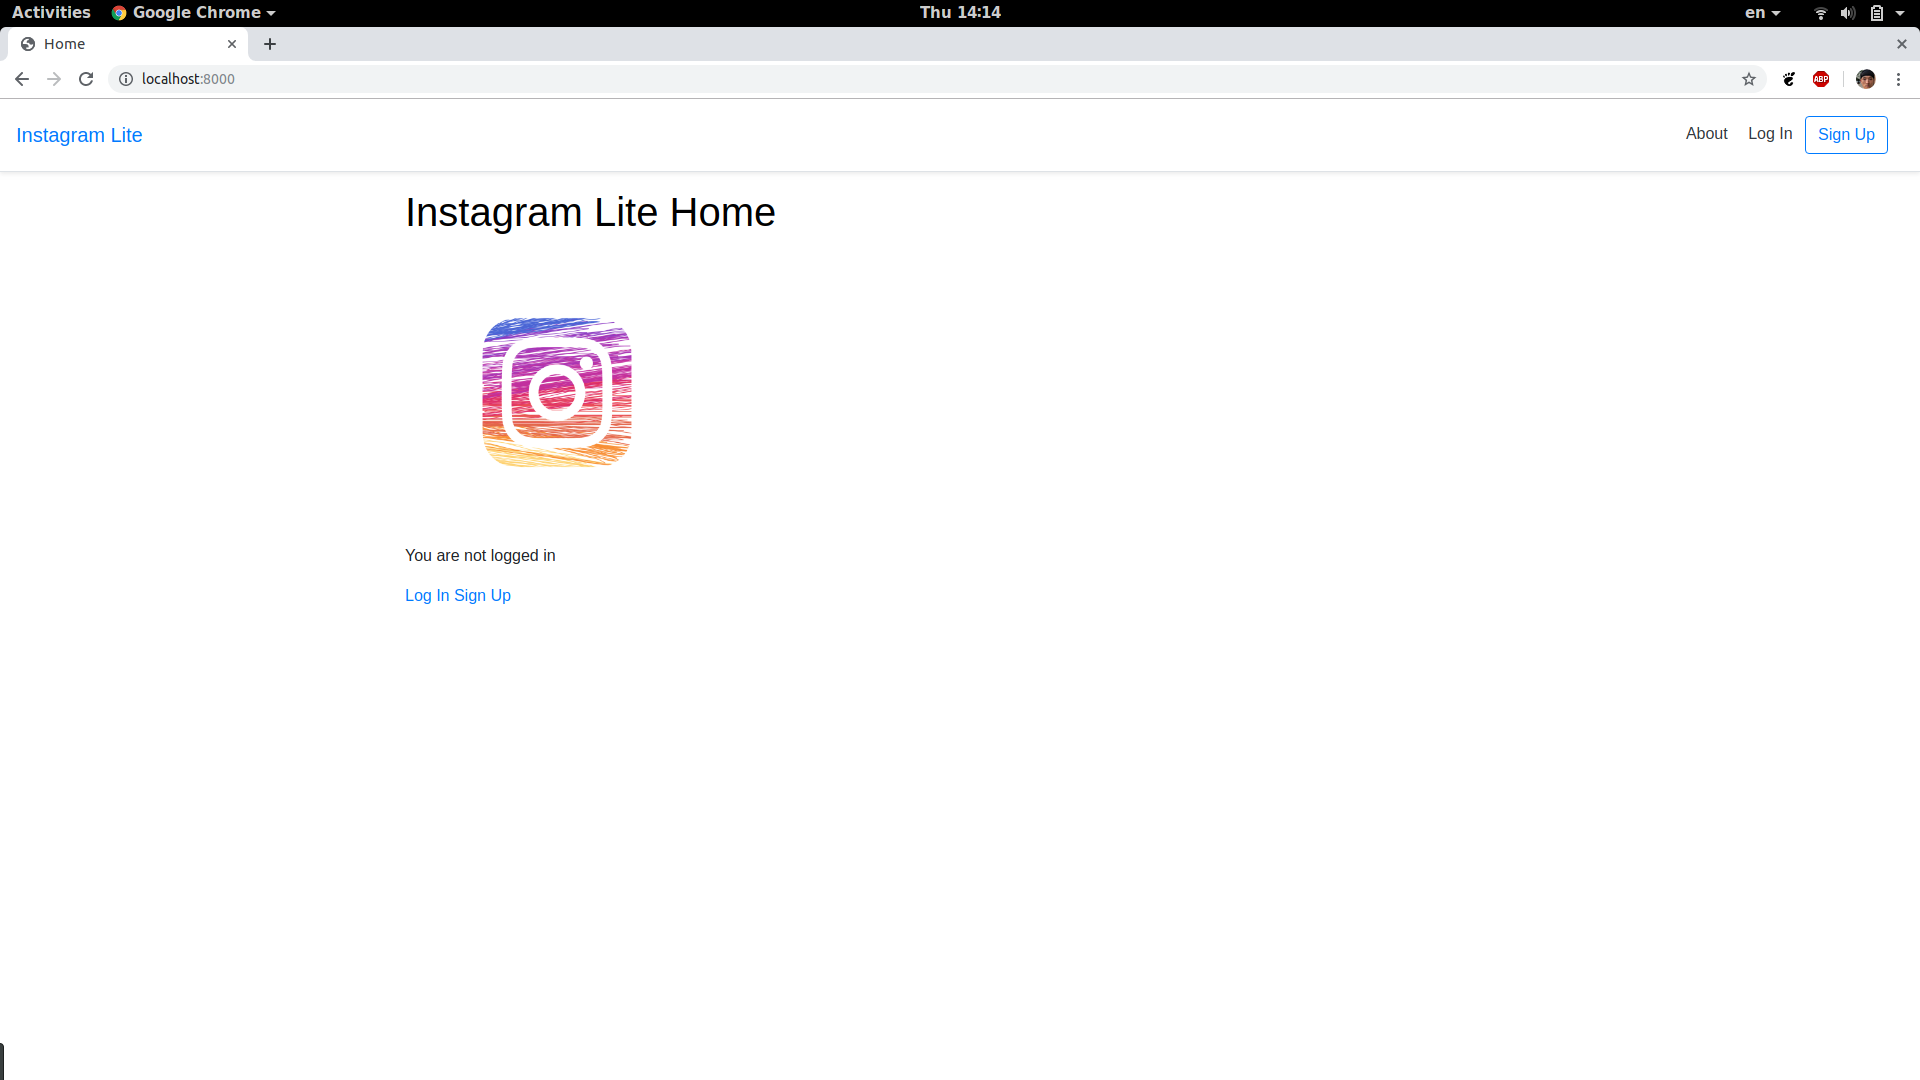 Activities Google Chrome Thu 14:14 en
Home
localhost:8000 ABP
Instagram Lite About Log In Sign Up
Instagram Lite Home
You are not logged in
Log In Sign Up